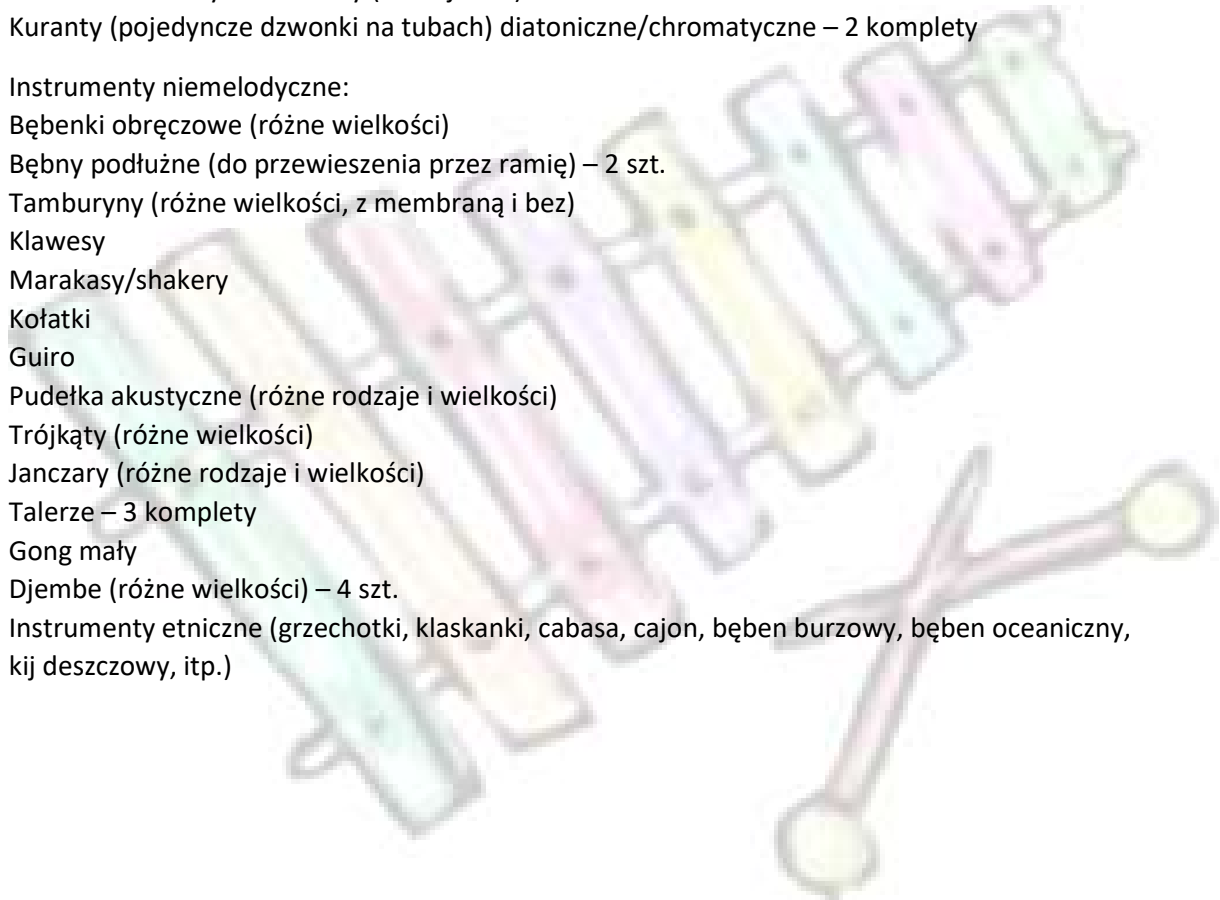 Kuranty (pojedyncze dzwonki na tubach) diatoniczne/chromatyczne – 2 komplety
Instrumenty niemelodyczne:
Bębenki obręczowe (różne wielkości)
Bębny podłużne (do przewieszenia przez ramię) – 2 szt.
Tamburyny (różne wielkości, z membraną i bez)
Klawesy
Marakasy/shakery
Kołatki
Guiro
Pudełka akustyczne (różne rodzaje i wielkości)
Trójkąty (różne wielkości)
Janczary (różne rodzaje i wielkości)
Talerze – 3 komplety
Gong mały
Djembe (różne wielkości) – 4 szt.
Instrumenty etniczne (grzechotki, klaskanki, cabasa, cajon, bęben burzowy, bęben oceaniczny,
kij deszczowy, itp.)